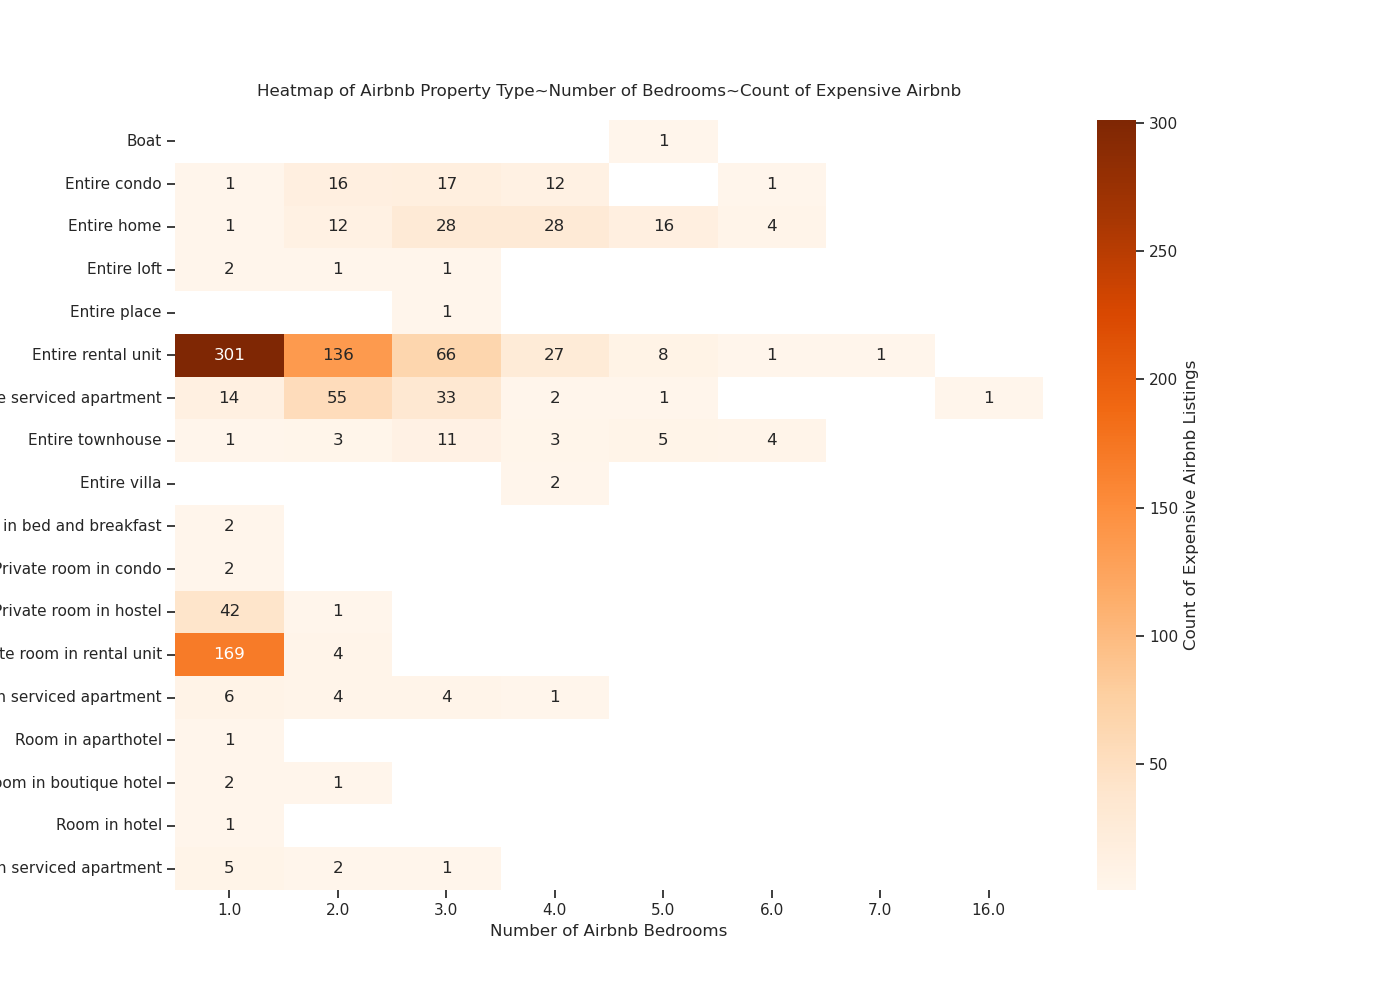 Heatmap of Airbnb Property Type~Number of Bedrooms~Count of Expensive Airbnb
Boat 1
Entire condo 1 16 17 12 1
Entire home 1 12 28 28 16 4
Entire loft 2 1 1
Entire place 1
Entire rental unit 301 136 66 27 8 1 1
serviced apartment 14 55 33 2 1 1
Entire townhouse 1 3 11 3 5 4
Entire villa 2
in bed and breakfast 2
Private room in condo 2
Private room in hostel 42 1
room in rental unit 169 4
serviced apartment 6 4 4 1
Room in aparthotel 1
in boutique hotel 2 1
Room in hotel 1
serviced apartment 5 2 1
1.0 2.0 3.0 4.0 5.0 6.0 7.0 16.0
Number of Airbnb Bedrooms
300
250
200
150
100
50
Count of Expensive Airbnb Listings